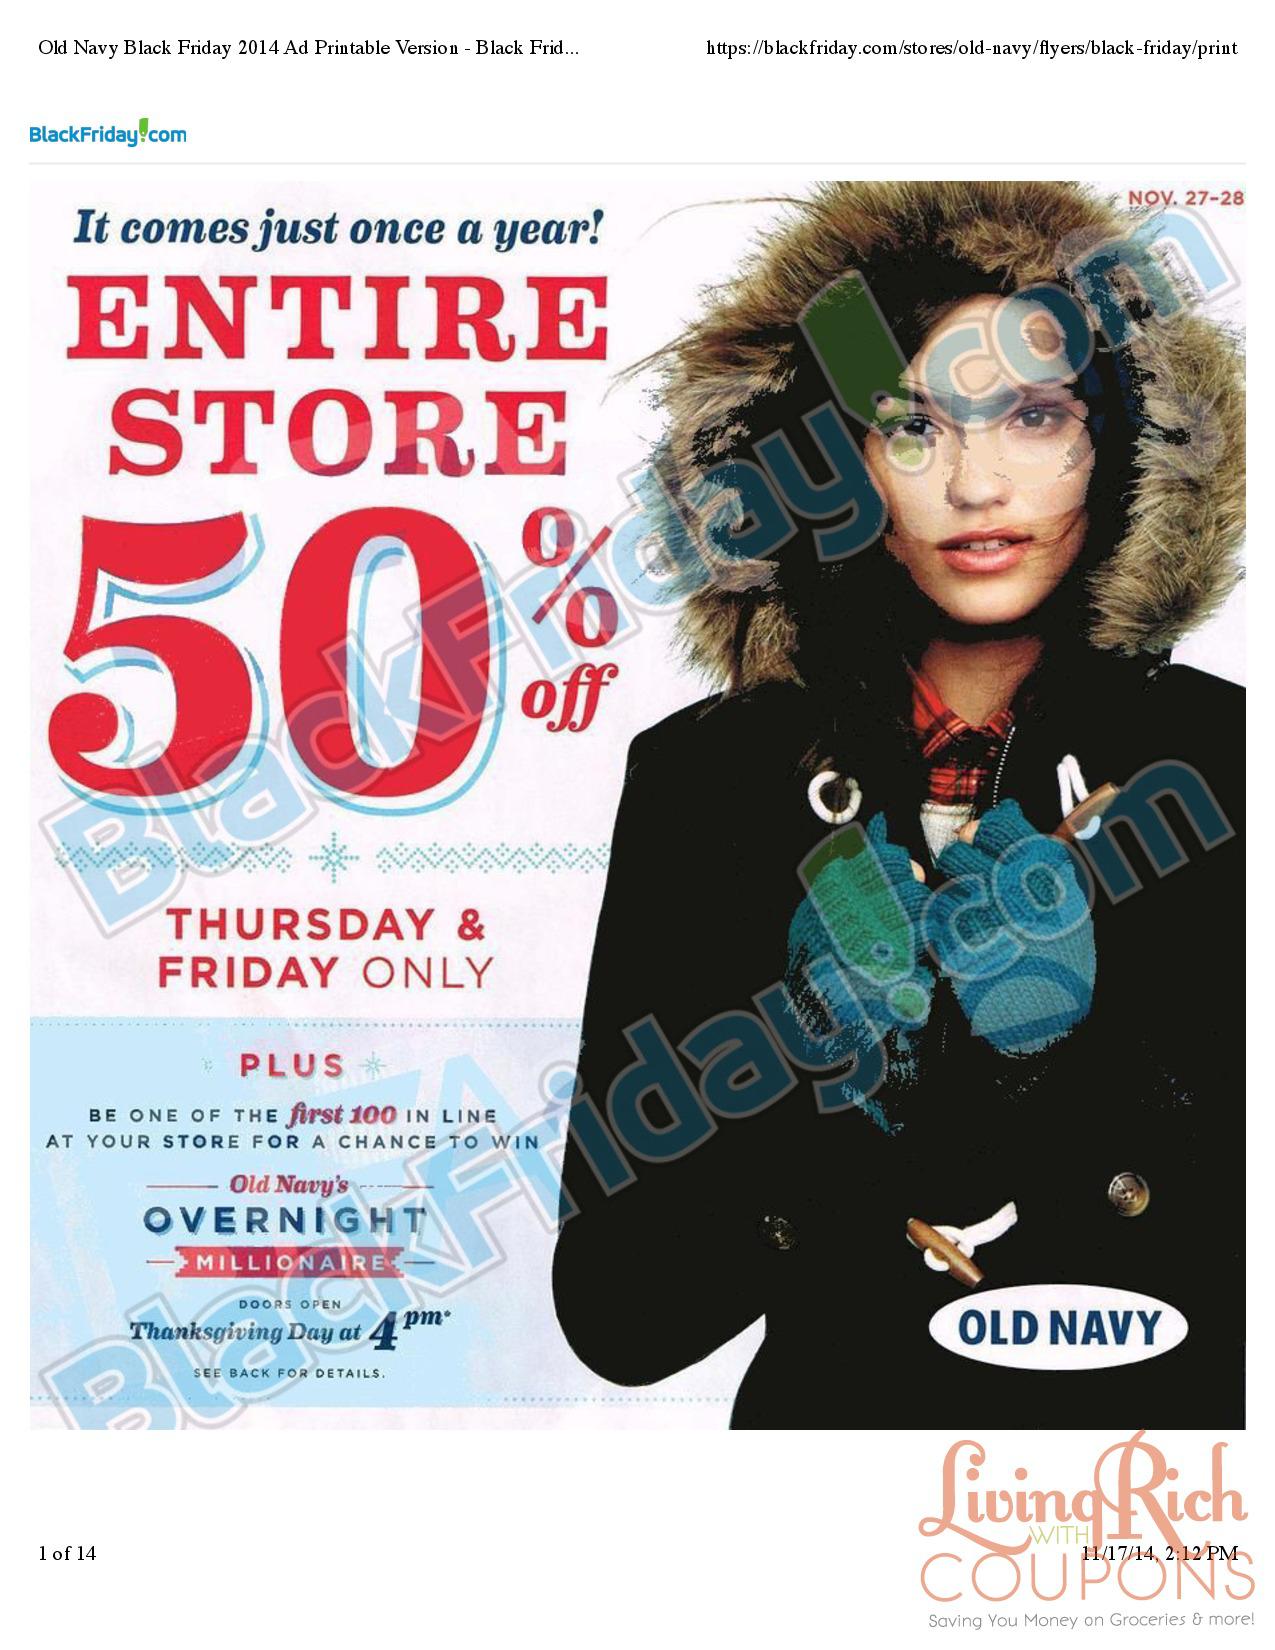 Old Navy Black Friday 2014 Ad Printable Version - Black Frid...
https://blackfriday.com/stores/old-navy/flyers/black-friday/print
BlackFriday!com
NOV. 27-28
It comes just once a year!
ENTIRE
STORE
50% off
THURSDAY &
FRIDAY ONLY
PLUS
BE ONE OF THE first 100 IN LINE
AT YOUR STORE FOR A CHANCE TO WIN
Old Navy's
OVERNIGHT
MILLIONAIRE
DOORS OPEN
Thanksgiving Day at 4pm*
SEE BACK FOR DETAILS.
OLD NAVY
BlackFriday!com
BlackFriday!com
Living Rich
WITH
COUPONS
Saving You Money on Groceries & more!
1 of 14
11/17/14, 2:12 PM